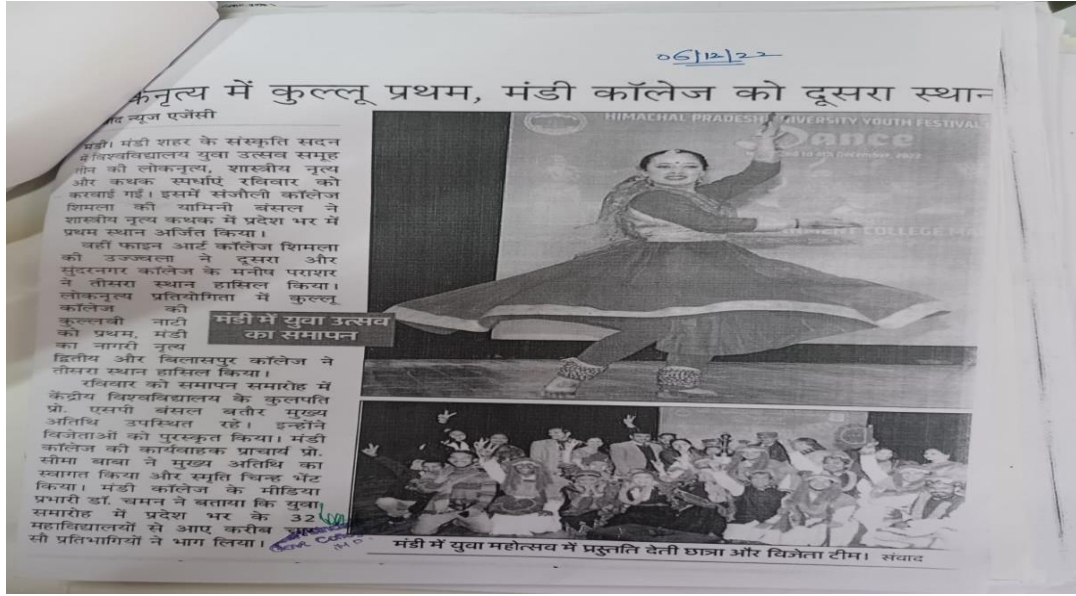 06/12/22
कनृत्य में कुल्लू प्रथम, मंडी कॉलेज को दूसरा स्थान
न्यूज एजेंसी
मंडी। मंडी शहर के संस्कृति सदन
में विश्वविद्यालय युवा उत्सव समूह
तीन की लोकनृत्य, शास्त्रीय नृत्य
और कथक स्पर्धाएं रविवार को
करवाई गईं। इसमें संजौली कॉलेज
शिमला की यामिनी बंसल ने
शास्त्रीय नृत्य कथक में प्रदेश भर में
प्रथम स्थान अर्जित किया।
वहीं फाइन आर्ट कॉलेज शिमला
की उज्ज्वला ने दूसरा और
सुंदरनगर कॉलेज के मनीष पराशर
ने तीसरा स्थान हासिल किया।
लोकनृत्य प्रतियोगिता में कुल्लू
कॉलेज की
कुल्लवी नाटी
को प्रथम, मंडी
का नागरी नृत्य
द्वितीय और बिलासपुर कॉलेज ने
तीसरा स्थान हासिल किया।
रविवार को समापन समारोह में
केंद्रीय विश्वविद्यालय के कुलपति
प्रो. एसपी बंसल बतौर मुख्य
अतिथि उपस्थित रहे। इन्होंने
विजेताओं को पुरस्कृत किया। मंडी
कॉलेज की कार्यवाहक प्राचार्य प्रो.
सीमा बाबा ने मुख्य अतिथि का
स्वागत किया और स्मृति चिन्ह भेंट
किया। मंडी कॉलेज के मीडिया
प्रभारी डॉ. चमन ने बताया कि युवा
समारोह में प्रदेश भर के 32
महाविद्यालयों से आए करीब
सौ प्रतिभागियों ने भाग लिया।
मंडी में युवा उत्सव
का समापन
HIMACHAL PRADESH UNIVERSITY YOUTH FESTIVAL
Dance
December, 2022
COLLEGE
मंडी में युवा महोत्सव में प्रस्तुति देती छात्रा और विजेता टीम। संवाद